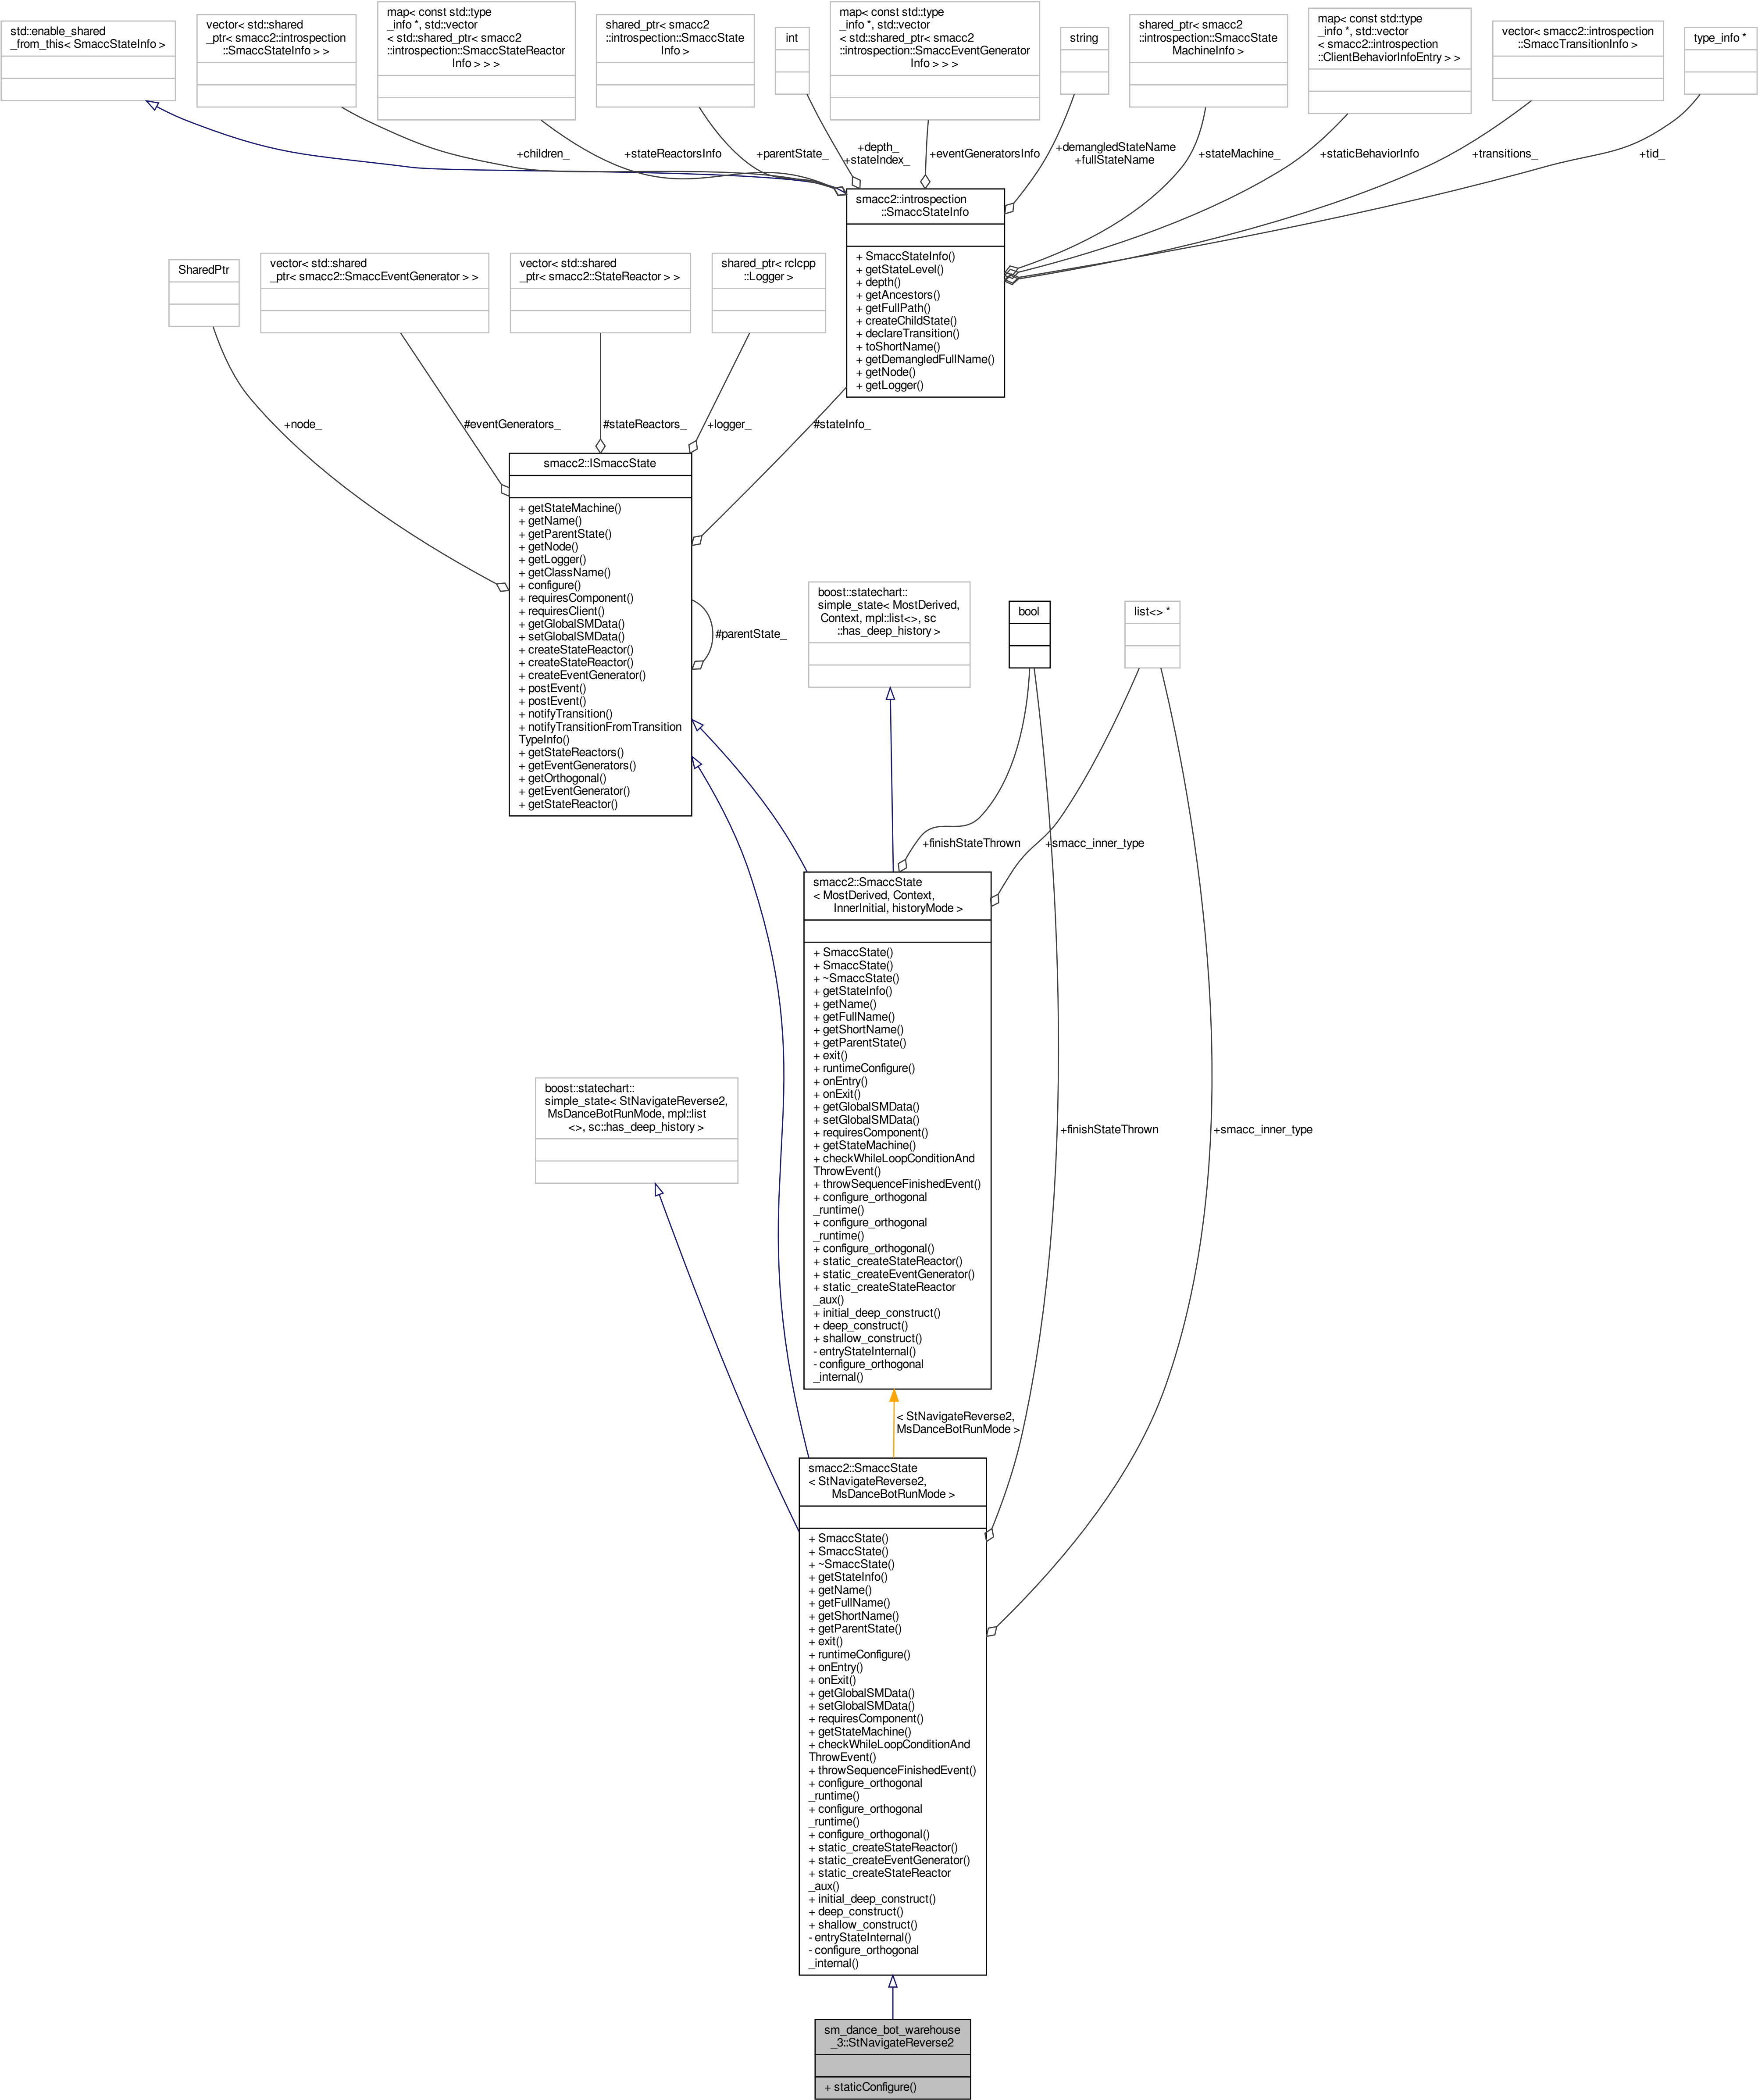 std::enable_shared
_from_this< SmaccStateInfo >
vector< std::shared
_ptr< smacc2::introspection
::SmaccStateInfo > >
map< const std::type
_info *, std::vector
< std::shared_ptr< smacc2
::introspection::SmaccStateReactor
Info > > >
shared_ptr< smacc2
::introspection::SmaccState
Info >
int
map< const std::type
_info *, std::vector
< std::shared_ptr< smacc2
::introspection::SmaccEventGenerator
Info > > >
string
shared_ptr< smacc2
::introspection::SmaccState
MachineInfo >
map< const std::type
_info *, std::vector
< smacc2::introspection
::ClientBehaviorInfoEntry > >
vector< smacc2::introspection
::SmaccTransitionInfo >
type_info *
+children_
+stateReactorsInfo
+parentState_
+depth_
+stateIndex_
+eventGeneratorsInfo
+demangledStateName
+fullStateName
+stateMachine_
+staticBehaviorInfo
+transitions_
+tid_
smacc2::introspection
::SmaccStateInfo
+ SmaccStateInfo()
+ getStateLevel()
+ depth()
+ getAncestors()
+ getFullPath()
+ createChildState()
+ declareTransition()
+ toShortName()
+ getDemangledFullName()
+ getNode()
+ getLogger()
SharedPtr
vector< std::shared
_ptr< smacc2::SmaccEventGenerator > >
vector< std::shared
_ptr< smacc2::StateReactor > >
shared_ptr< rclcpp
::Logger >
+node_
#eventGenerators_
#stateReactors_
+logger_
#stateInfo_
smacc2::ISmaccState
+ getStateMachine()
+ getName()
+ getParentState()
+ getNode()
+ getLogger()
+ getClassName()
+ configure()
+ requiresComponent()
+ requiresClient()
+ getGlobalSMData()
+ setGlobalSMData()
+ createStateReactor()
+ createStateReactor()
+ createEventGenerator()
+ postEvent()
+ postEvent()
+ notifyTransition()
+ notifyTransitionFromTransition
TypeInfo()
+ getStateReactors()
+ getEventGenerators()
+ getOrthogonal()
+ getEventGenerator()
+ getStateReactor()
#parentState_
boost::statechart::
simple_state< MostDerived,
Context, mpl::list<>, sc
::has_deep_history >
bool
list<> *
+finishStateThrown
+smacc_inner_type
smacc2::SmaccState
< MostDerived, Context,
InnerInitial, historyMode >
+ SmaccState()
+ SmaccState()
+ ~SmaccState()
+ getStateInfo()
+ getName()
+ getFullName()
+ getShortName()
+ getParentState()
+ exit()
+ runtimeConfigure()
+ onEntry()
+ onExit()
+ getGlobalSMData()
+ setGlobalSMData()
+ requiresComponent()
+ getStateMachine()
+ checkWhileLoopConditionAnd
ThrowEvent()
+ throwSequenceFinishedEvent()
+ configure_orthogonal
_runtime()
+ configure_orthogonal
_runtime()
+ configure_orthogonal()
+ static_createStateReactor()
+ static_createEventGenerator()
+ static_createStateReactor
_aux()
+ initial_deep_construct()
+ deep_construct()
+ shallow_construct()
- entryStateInternal()
- configure_orthogonal
_internal()
boost::statechart::
simple_state< StNavigateReverse2,
MsDanceBotRunMode, mpl::list
<>, sc::has_deep_history >
+finishStateThrown
+smacc_inner_type
< StNavigateReverse2,
MsDanceBotRunMode >
smacc2::SmaccState
< StNavigateReverse2,
MsDanceBotRunMode >
+ SmaccState()
+ SmaccState()
+ ~SmaccState()
+ getStateInfo()
+ getName()
+ getFullName()
+ getShortName()
+ getParentState()
+ exit()
+ runtimeConfigure()
+ onEntry()
+ onExit()
+ getGlobalSMData()
+ setGlobalSMData()
+ requiresComponent()
+ getStateMachine()
+ checkWhileLoopConditionAnd
ThrowEvent()
+ throwSequenceFinishedEvent()
+ configure_orthogonal
_runtime()
+ configure_orthogonal
_runtime()
+ configure_orthogonal()
+ static_createStateReactor()
+ static_createEventGenerator()
+ static_createStateReactor
_aux()
+ initial_deep_construct()
+ deep_construct()
+ shallow_construct()
- entryStateInternal()
- configure_orthogonal
_internal()
sm_dance_bot_warehouse
_3::StNavigateReverse2
+ staticConfigure()